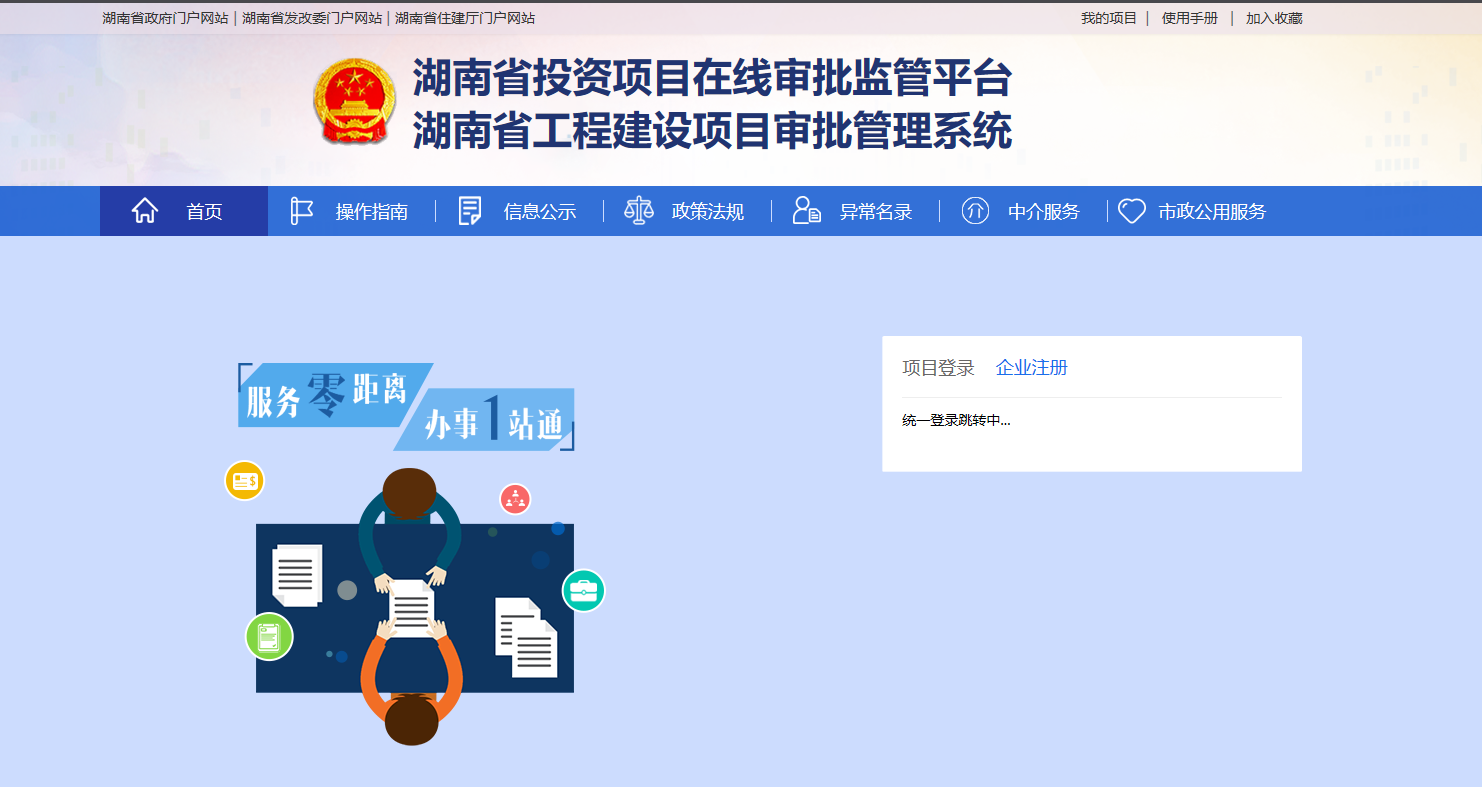 湖南省政府门户网站 | 湖南省发改委门户网站 | 湖南省住建厅门户网站
我的项目 | 使用手册 | 加入收藏
湖南省投资项目在线审批监管平台
湖南省工程建设项目审批管理系统
首页 操作指南 信息公示 政策法规 异常名录 中介服务 市政公用服务
服务零距离
办事1站通
项目登录 企业注册
统一登录跳转中...